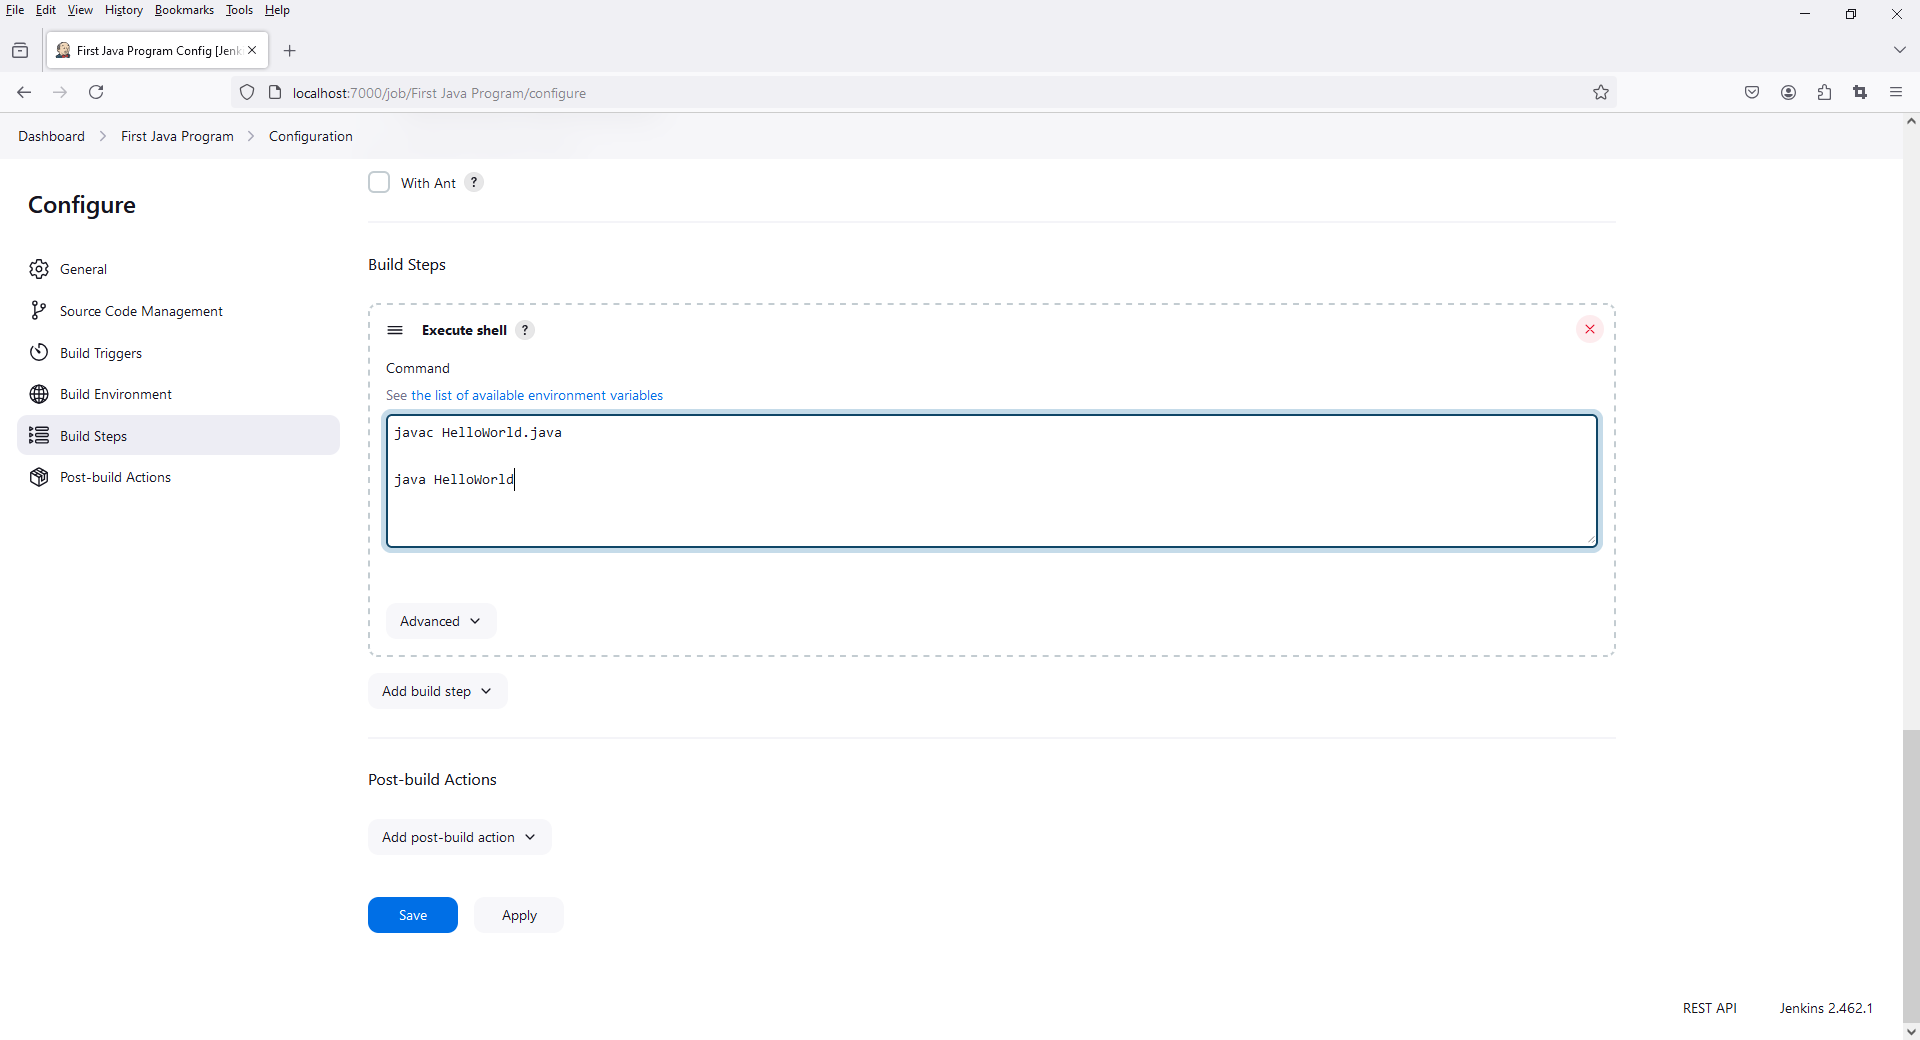 File Edit View History Bookmarks Tools Help
First Java Program Config [Jenk
localhost:7000/job/First Java Program/configure
Dashboard > First Java Program > Configuration
Configure
General
Source Code Management
Build Triggers
Build Environment
Build Steps
Post-build Actions
With Ant ?
Build Steps
Execute shell ?
Command
See the list of available environment variables
javac HelloWorld.java
java HelloWorld
Advanced
Add build step
Post-build Actions
Add post-build action
Save Apply
REST API Jenkins 2.462.1